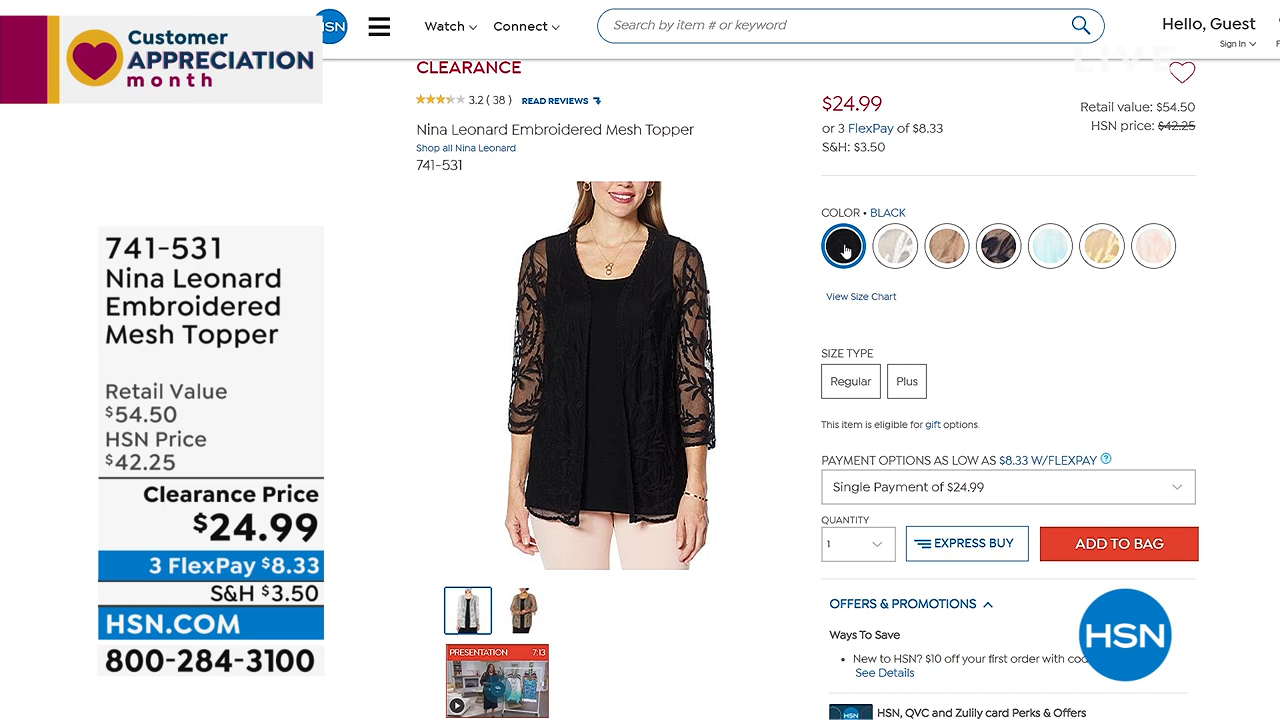 Customer
APPRECIATION
month
HSN
Watch
Connect
Search by item # or keyword
Hello, Guest
Sign In
LIVE
CLEARANCE
3.2 ( 38 ) READ REVIEWS
Nina Leonard Embroidered Mesh Topper
Shop all Nina Leonard
741-531
$24.99
or 3 FlexPay of $8.33
S&H: $3.50
Retail value: $54.50
HSN price: $42.25
COLOR • BLACK
View Size Chart
SIZE TYPE
Regular
Plus
This item is eligible for gift options.
PAYMENT OPTIONS AS LOW AS $8.33 W/FLEXPAY ?
Single Payment of $24.99
QUANTITY
1
EXPRESS BUY
ADD TO BAG
OFFERS & PROMOTIONS
Ways To Save
• New to HSN? $10 off your first order with
See Details
HSN
HSN
HSN, QVC and Zulily card Perks & Offers
PRESENTATION 7:13
741-531
Nina Leonard
Embroidered
Mesh Topper
Retail Value
$54.50
HSN Price
$42.25
Clearance Price
$24.99
3 FlexPay $8.33
S&H $3.50
HSN.COM
800-284-3100